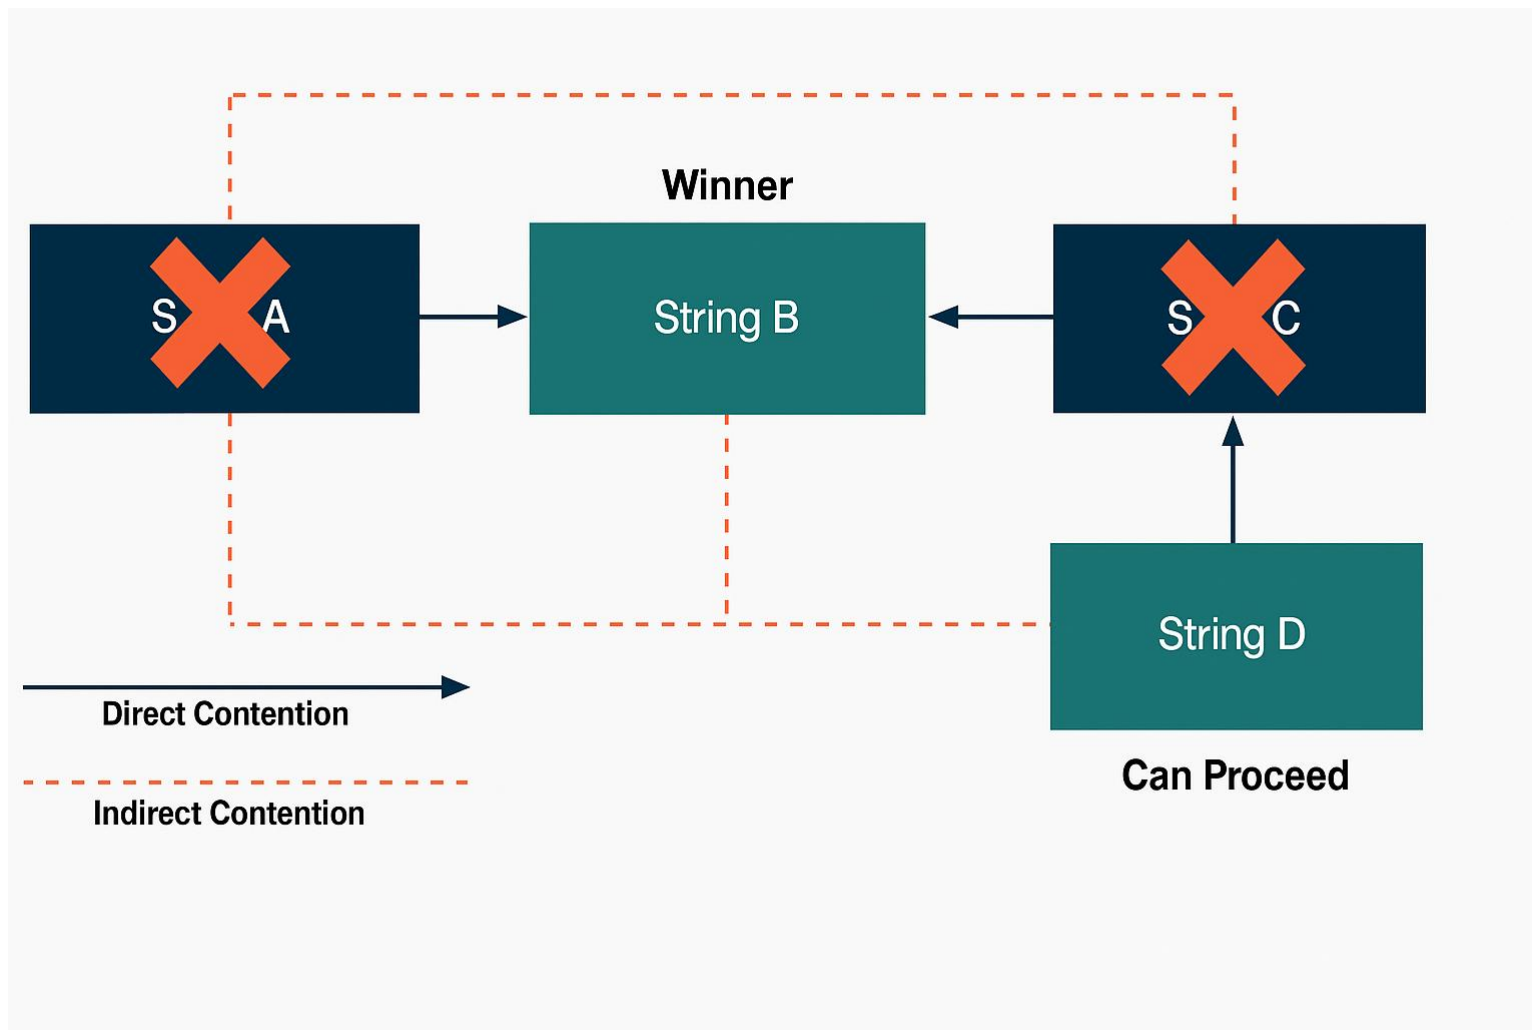 Winner
S A
String B
S C
String D
Direct Contention
Can Proceed
Indirect Contention